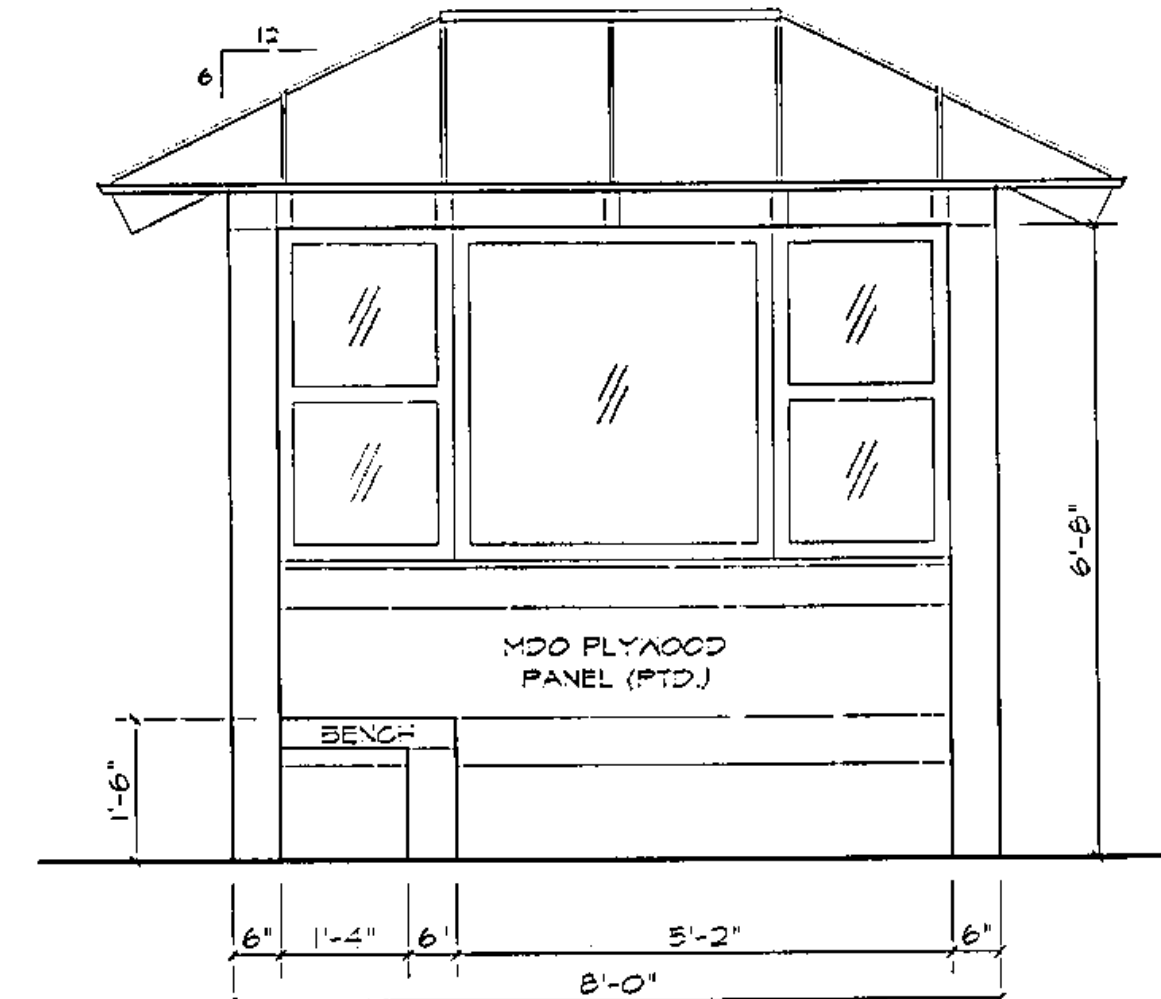 12
6
6'-8"
MDO PLYWOOD
PANEL (PTD.)
BENCH
1'-6"
6" 1'-4" 6" 5'-2" 6"
8'-0"